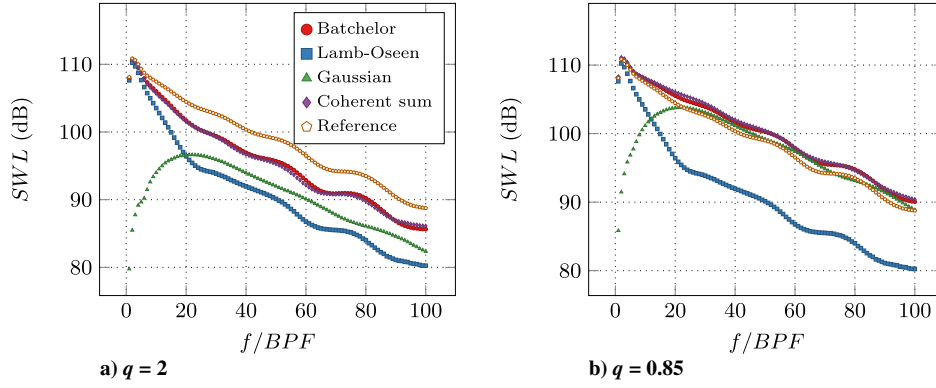 110
100
90
80
SWL (dB)
0 20 40 60 80 100
f/BPF
Batchelor
Lamb-Oseen
Gaussian
Coherent sum
Reference
a) q = 2
110
100
90
80
SWL (dB)
0 20 40 60 80 100
f/BPF
b) q = 0.85